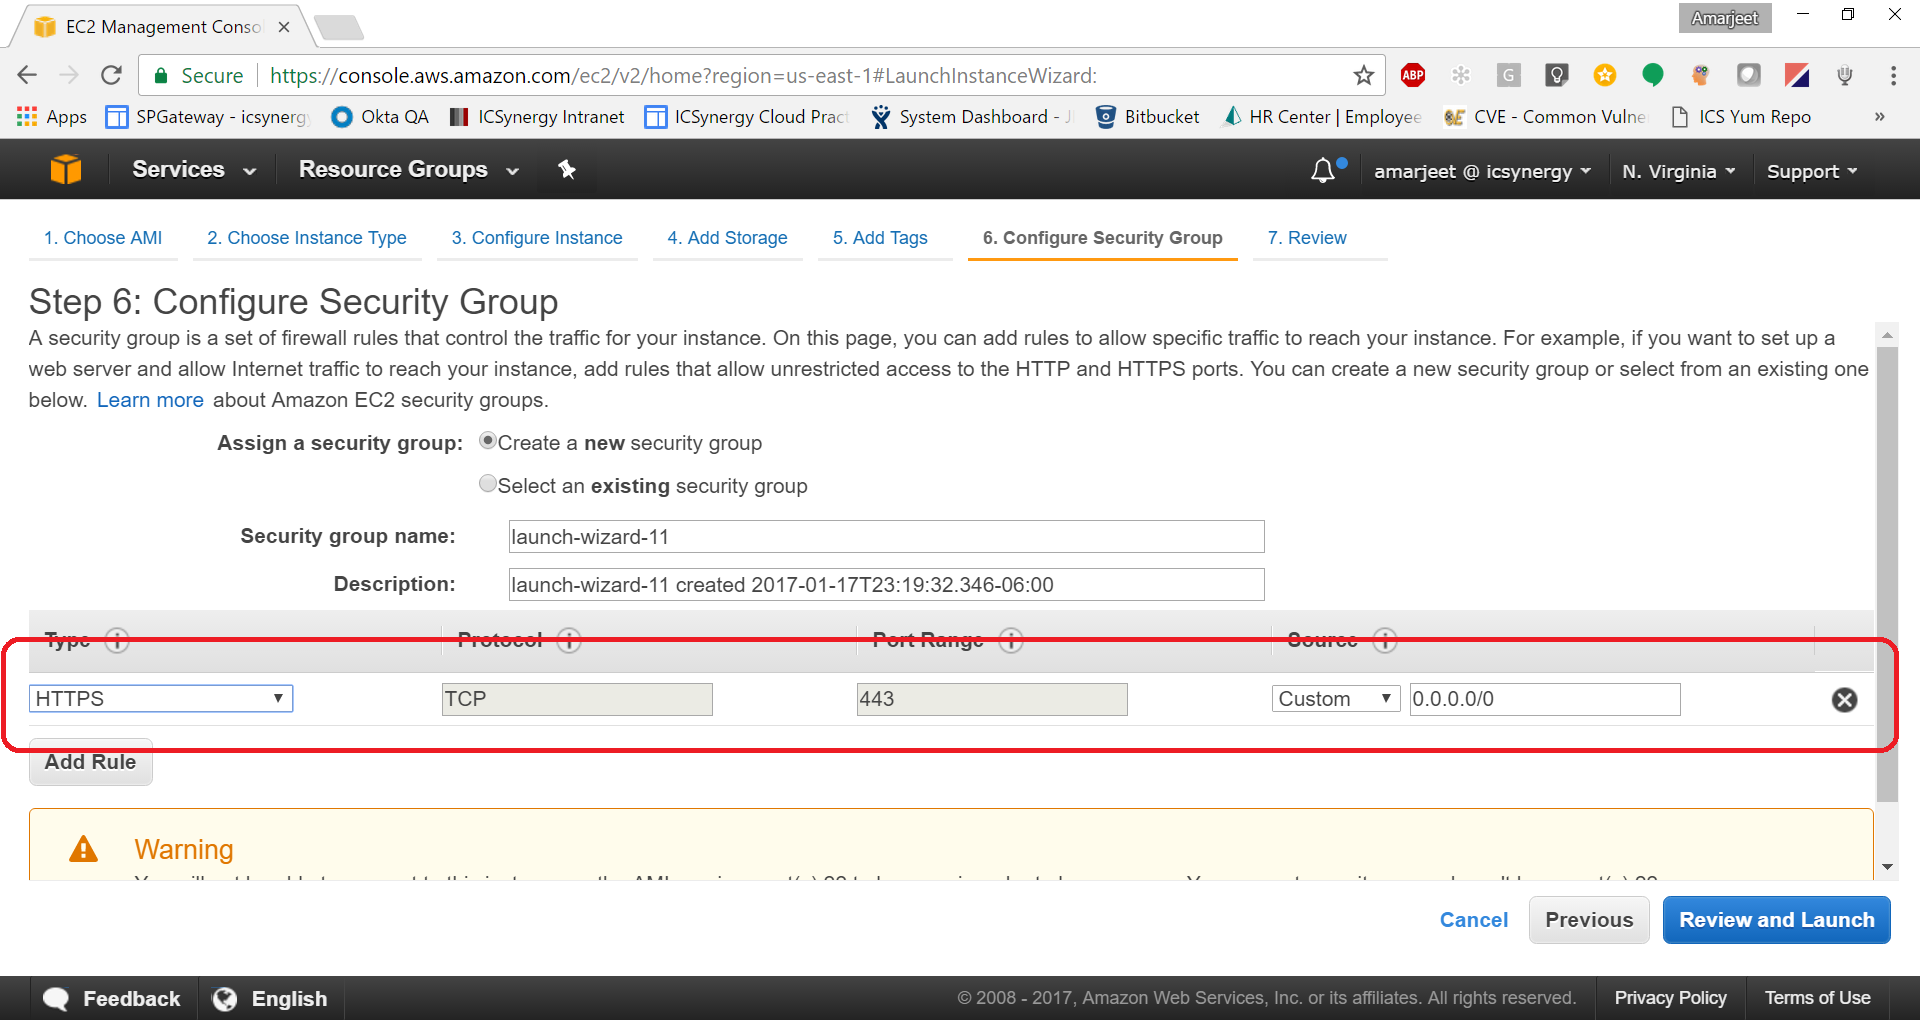 EC2 Management Conso
Amarjeet
Secure https://console.aws.amazon.com/ec2/v2/home?region=us-east-1#LaunchInstanceWizard:
ABP
G
Apps SPGateway - icsynergy Okta QA ICSynergy Intranet ICSynergy Cloud Pract System Dashboard - J Bitbucket HR Center | Employee CVE - Common Vulne ICS Yum Repo »
Services Resource Groups amarjeet @ icsynergy N. Virginia Support
1. Choose AMI 2. Choose Instance Type 3. Configure Instance 4. Add Storage 5. Add Tags 6. Configure Security Group 7. Review
Step 6: Configure Security Group
A security group is a set of firewall rules that control the traffic for your instance. On this page, you can add rules to allow specific traffic to reach your instance. For example, if you want to set up a
web server and allow Internet traffic to reach your instance, add rules that allow unrestricted access to the HTTP and HTTPS ports. You can create a new security group or select from an existing one
below. Learn more about Amazon EC2 security groups.
Assign a security group: Create a new security group
Select an existing security group
Security group name: launch-wizard-11
Description: launch-wizard-11 created 2017-01-17T23:19:32.346-06:00
Type i Protocol i Port Range i Source i
HTTPS TCP 443 Custom 0.0.0.0/0
Add Rule
Warning
Cancel Previous Review and Launch
Feedback English © 2008 - 2017, Amazon Web Services, Inc. or its affiliates. All rights reserved. Privacy Policy Terms of Use